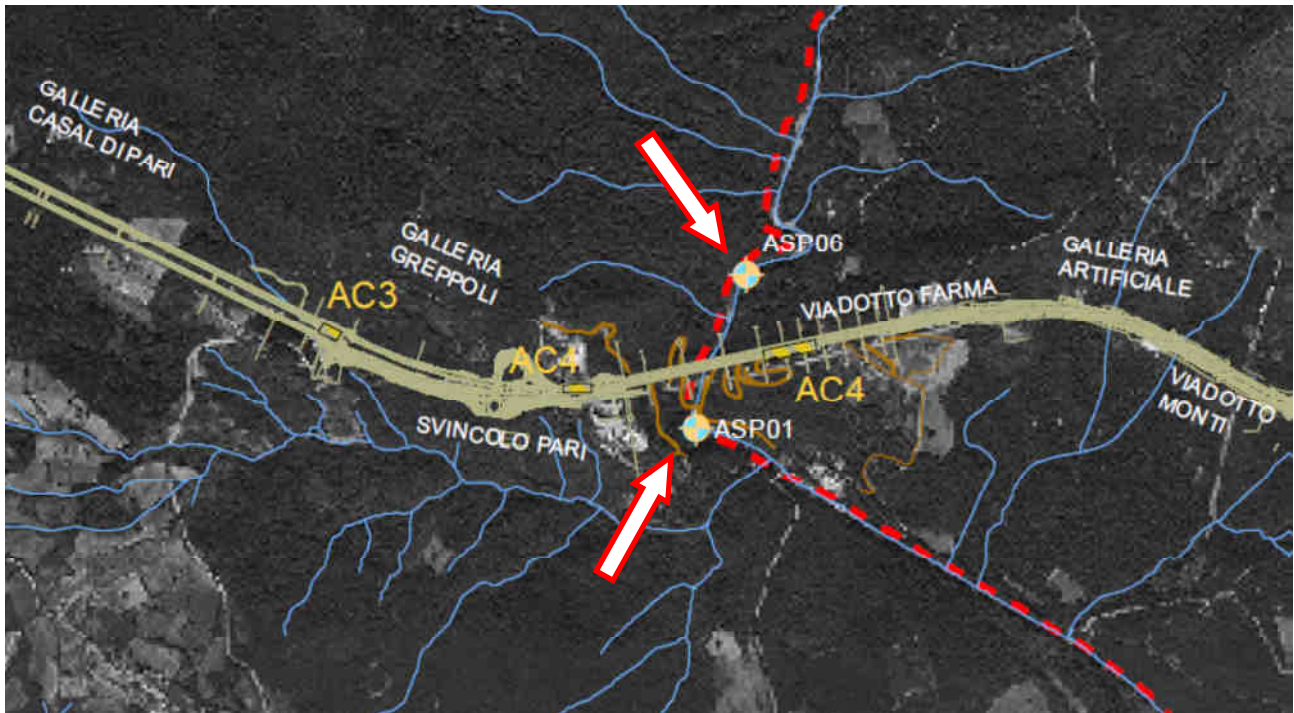 GALLERIA
CASAL DI PARI
GALLERIA
GREPPOLI
ASP06
GALLERIA
ARTIFICIALE
AC3
VIADOTTO FARMA
AC4
AC4
VIADOTTO
MONTI
SVINCOLO PARI
ASP01